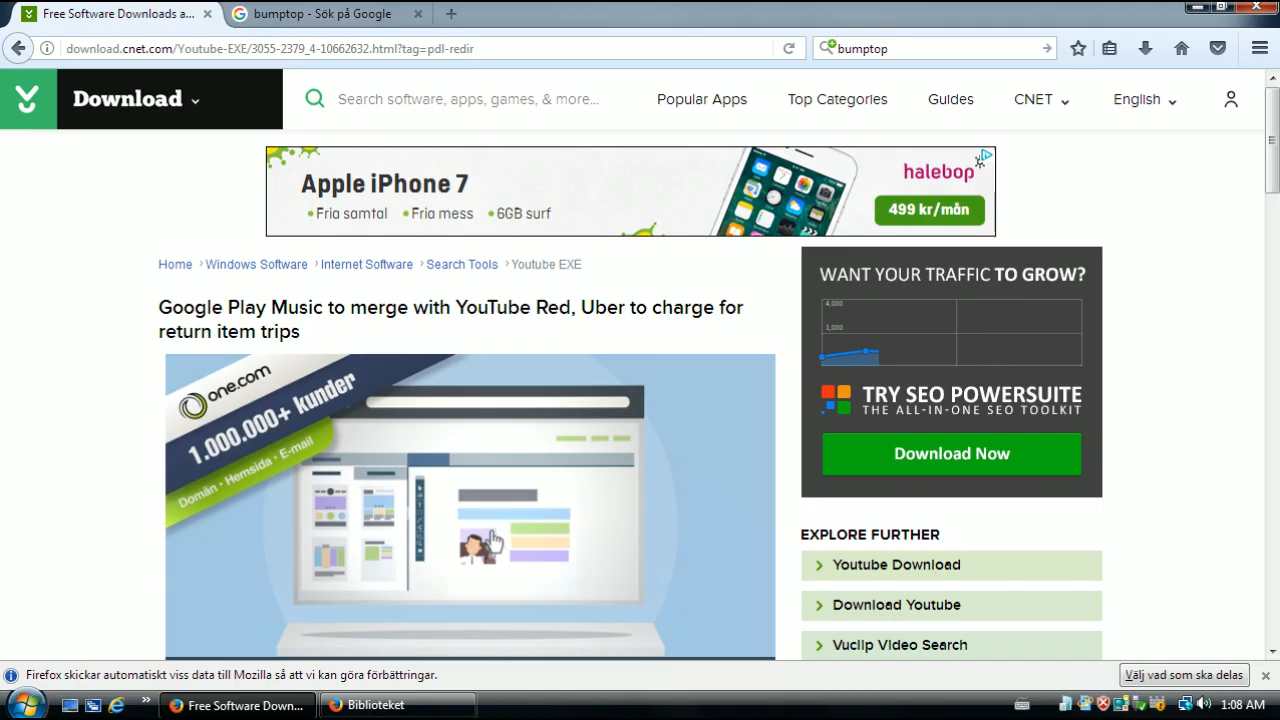 Free Software Downloads a...
bumptop - Sök på Google
download.cnet.com/Youtube-EXE/3055-2379_4-10662632.html?tag=pdl-redir
bumptop
Download
Search software, apps, games, & more...
Popular Apps
Top Categories
Guides
CNET
English
Apple iPhone 7
•Fria samtal •Fria mess •6GB surf
halebop
499 kr/mån
Home › Windows Software › Internet Software › Search Tools › Youtube EXE
WANT YOUR TRAFFIC TO GROW?
4,000
1,000
TRY SEO POWERSUITE
THE ALL-IN-ONE SEO TOOLKIT
Download Now
Google Play Music to merge with YouTube Red, Uber to charge for
return item trips
one.com
1.000.000+ kunder
Domän • Hemsida • E-mail
EXPLORE FURTHER
Youtube Download
Download Youtube
Vuclip Video Search
Firefox skickar automatiskt viss data till Mozilla så att vi kan göra förbättringar.
Välj vad som ska delas
Free Software Down...
Biblioteket
1:08 AM